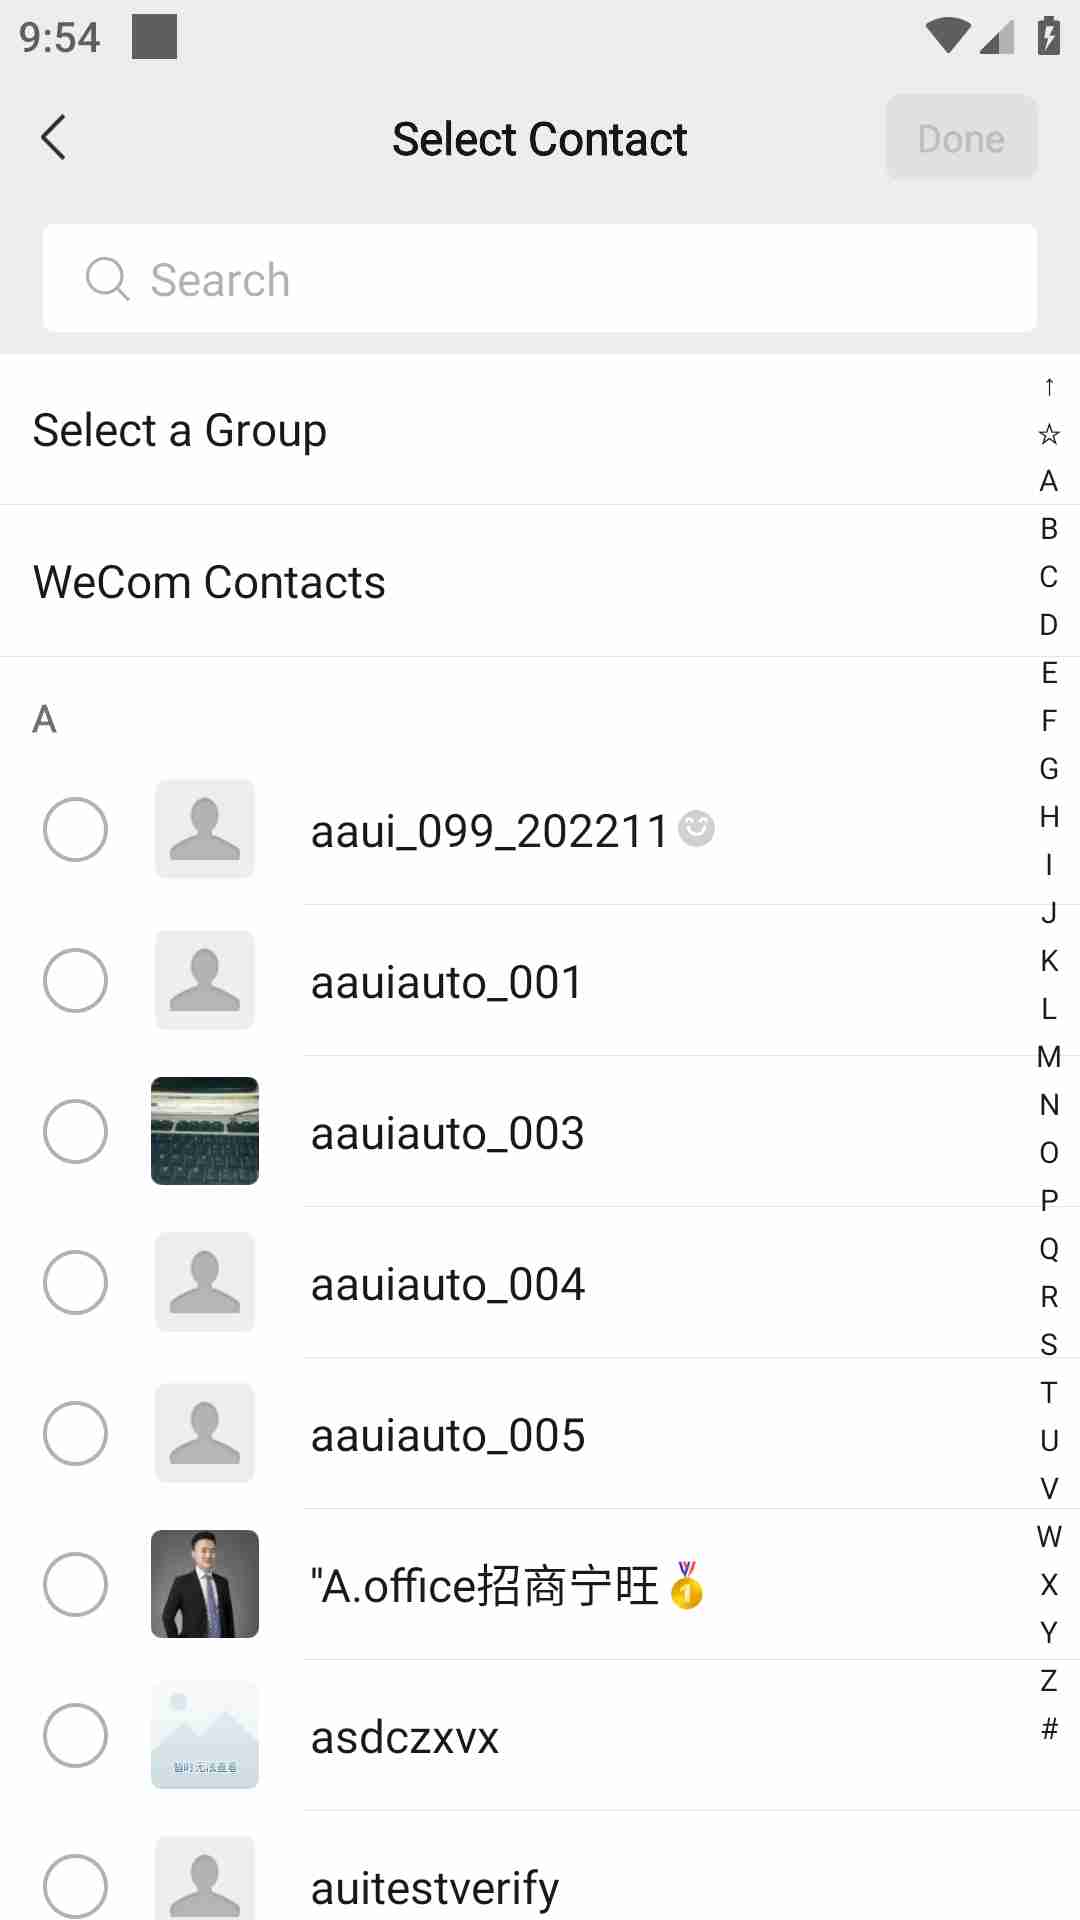 9:54
Select Contact
Done
Search
Select a Group
WeCom Contacts
A
aaui_099_202211
aauiauto_001
aauiauto_003
aauiauto_004
aauiauto_005
"A.office招商宁旺🏅
asdczxvx
暂时无法查看
auitestverify
↑
☆
A
B
C
D
E
F
G
H
I
J
K
L
M
N
O
P
Q
R
S
T
U
V
W
X
Y
Z
#